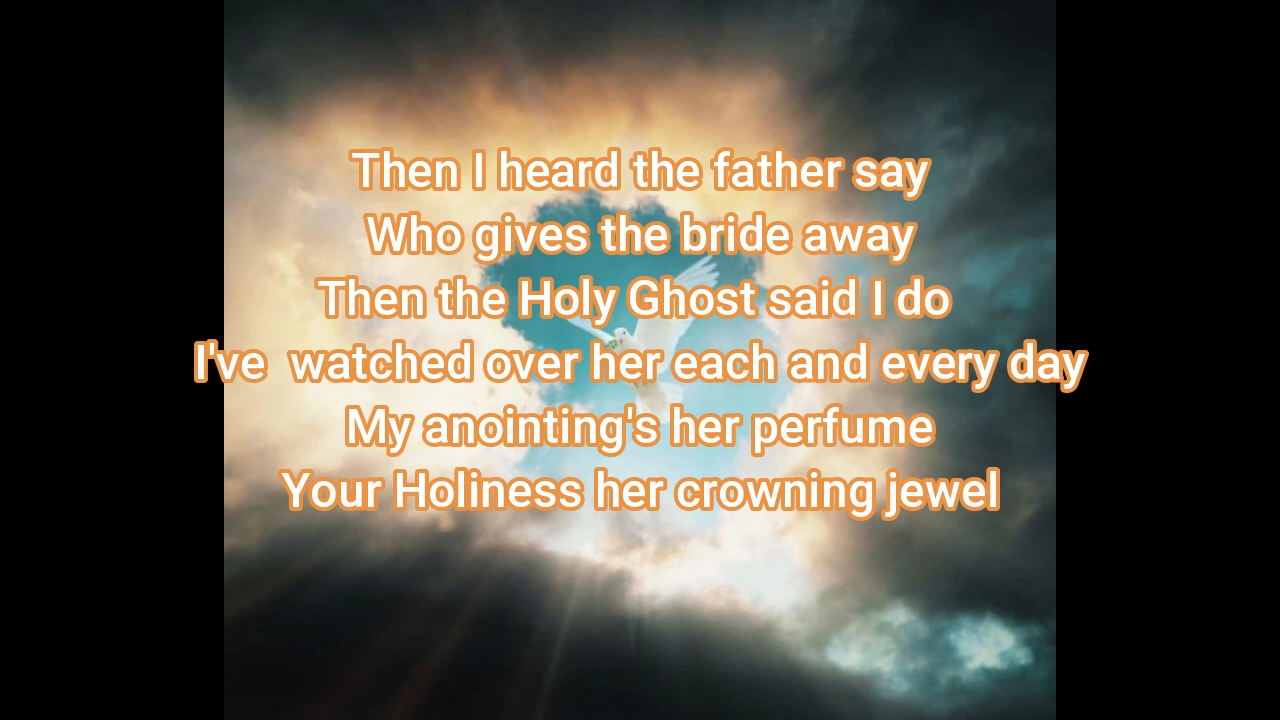 Then I heard the father say
Who gives the bride away
Then the Holy Ghost said I do
I've  watched over her each and every day
My anointing's her perfume
Your Holiness her crowning jewel